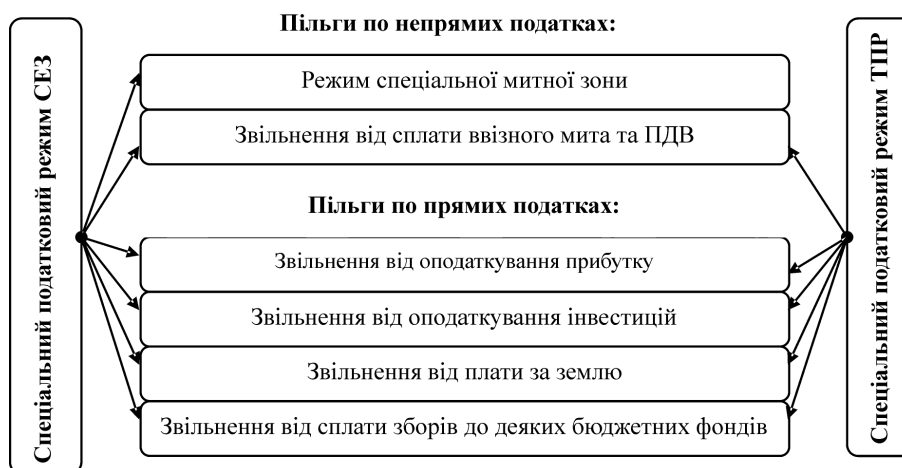 Пільги по непрямих податках:
Спеціальний податковий режим СЕЗ
Режим спеціальної митної зони
Звільнення від сплати ввізного мита та ПДВ
Пільги по прямих податках:
Звільнення від оподаткування прибутку
Звільнення від оподаткування інвестицій
Звільнення від плати за землю
Звільнення від сплати зборів до деяких бюджетних фондів
Спеціальний податковий режим ТПР